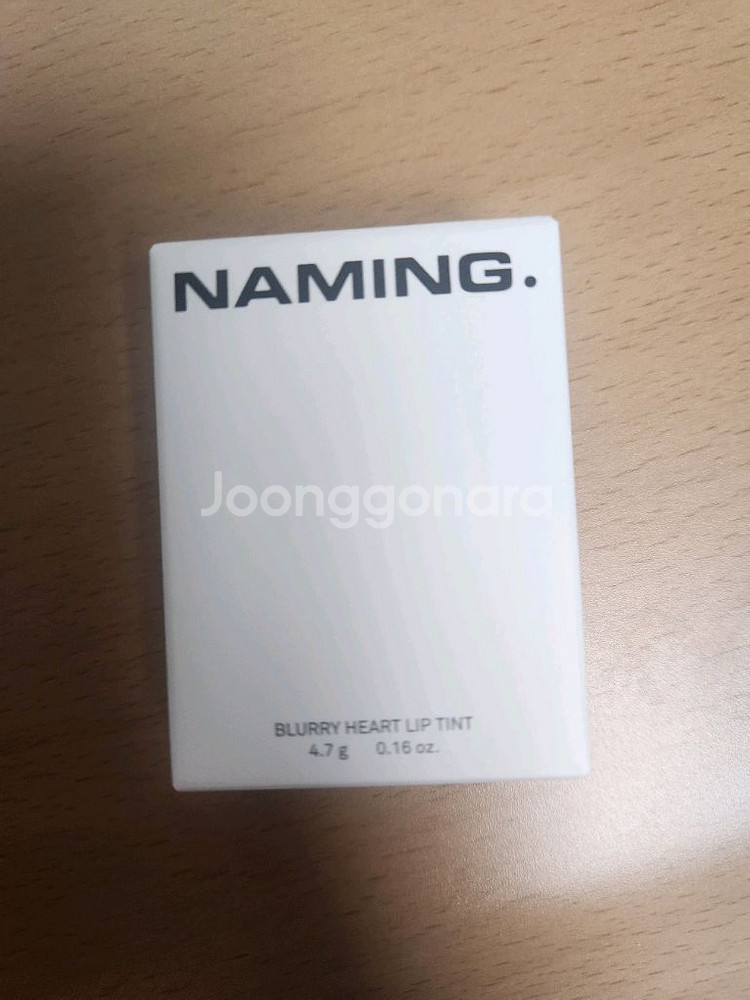 NAMING.
Joonggonara
BLURRY HEART LIP TINT
4.7 g 0.16 oz.